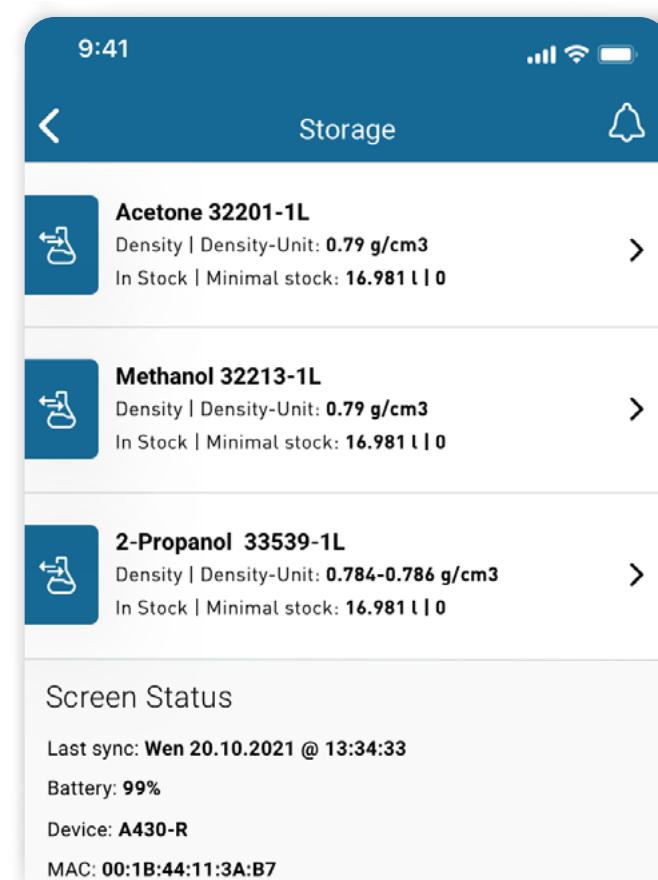 9:41
Storage
Acetone 32201-1L
Density | Density-Unit: 0.79 g/cm3
In Stock | Minimal stock: 16.981 l | 0
Methanol 32213-1L
Density | Density-Unit: 0.79 g/cm3
In Stock | Minimal stock: 16.981 l | 0
2-Propanol 33539-1L
Density | Density-Unit: 0.784-0.786 g/cm3
In Stock | Minimal stock: 16.981 l | 0
Screen Status
Last sync: Wen 20.10.2021 @ 13:34:33
Battery: 99%
Device: A430-R
MAC: 00:1B:44:11:3A:B7